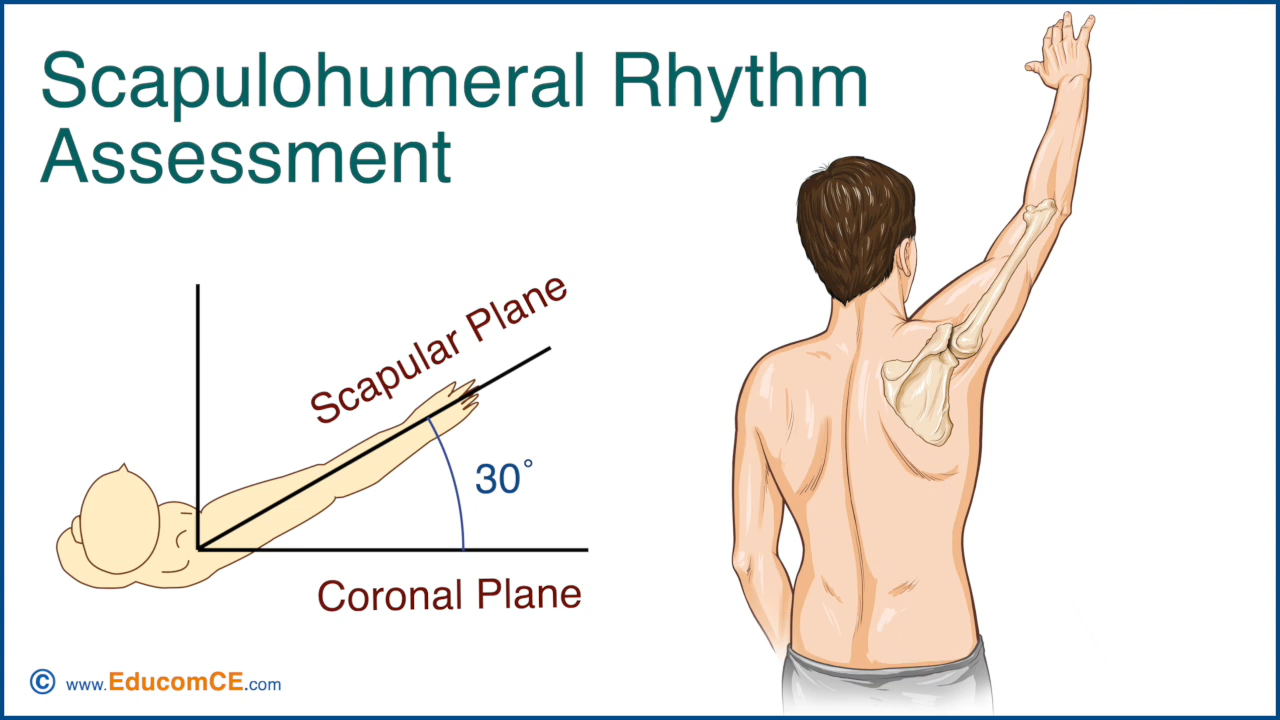 Scapulohumeral Rhythm
Assessment
Scapular Plane
30°
Coronal Plane
© www.EducomCE.com